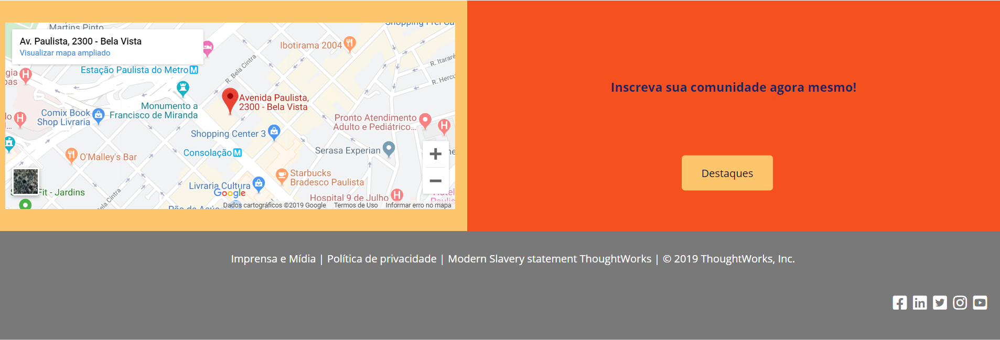 Martins Pinto
Shopping Frei Ca
Av. Paulista, 2300 - Bela Vista
Visualizar mapa ampliado
Ibotirama 2004
R. Itararé
R. Bela Cintra
Estação Paulista do Metro M
gia
bas
R. Hercu
Inscreva sua comunidade agora mesmo!
Avenida Paulista,
2300 - Bela Vista
Monumento a
Francisco de Miranda
Comix Book
Shop Livraria
lo
...
Pronto Atendimento
Adulto e Pediátrico...
Shopping Center 3
Serasa Experian
Consolação M
O'Malley's Bar
Starbucks
Bradesco Paulista
Destaques
Livraria Cultura
Google
Fit - Jardins
ela Cintra
Hospital 9 de Julho
Hotel
Paulis
Dados cartográficos ©2019 Google
Termos de Uso
Informar erro no mapa
Imprensa e Mídia | Política de privacidade | Modern Slavery statement ThoughtWorks | © 2019 ThoughtWorks, Inc.